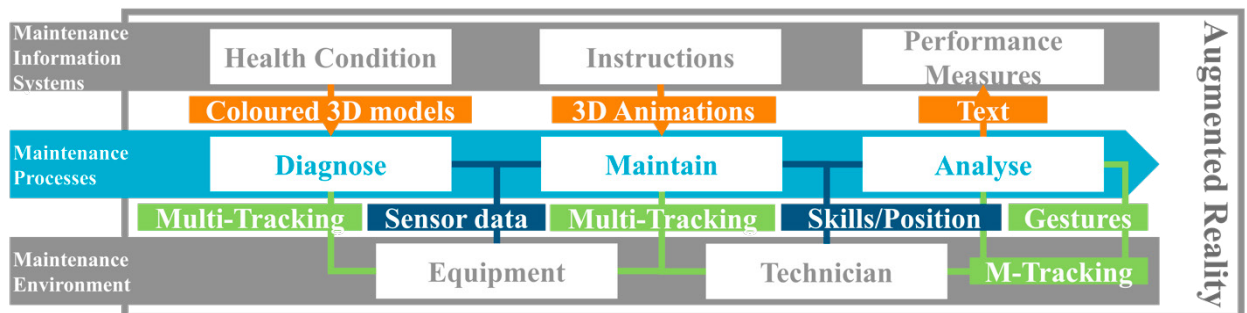 Maintenance
Information
Systems
Health Condition
Instructions
Performance
Measures
Coloured 3D models
3D Animations
Text
Maintenance
Processes
Diagnose
Maintain
Analyse
Multi-Tracking
Sensor data
Multi-Tracking
Skills/Position
Gestures
Maintenance
Environment
Equipment
Technician
M-Tracking
Augmented Reality